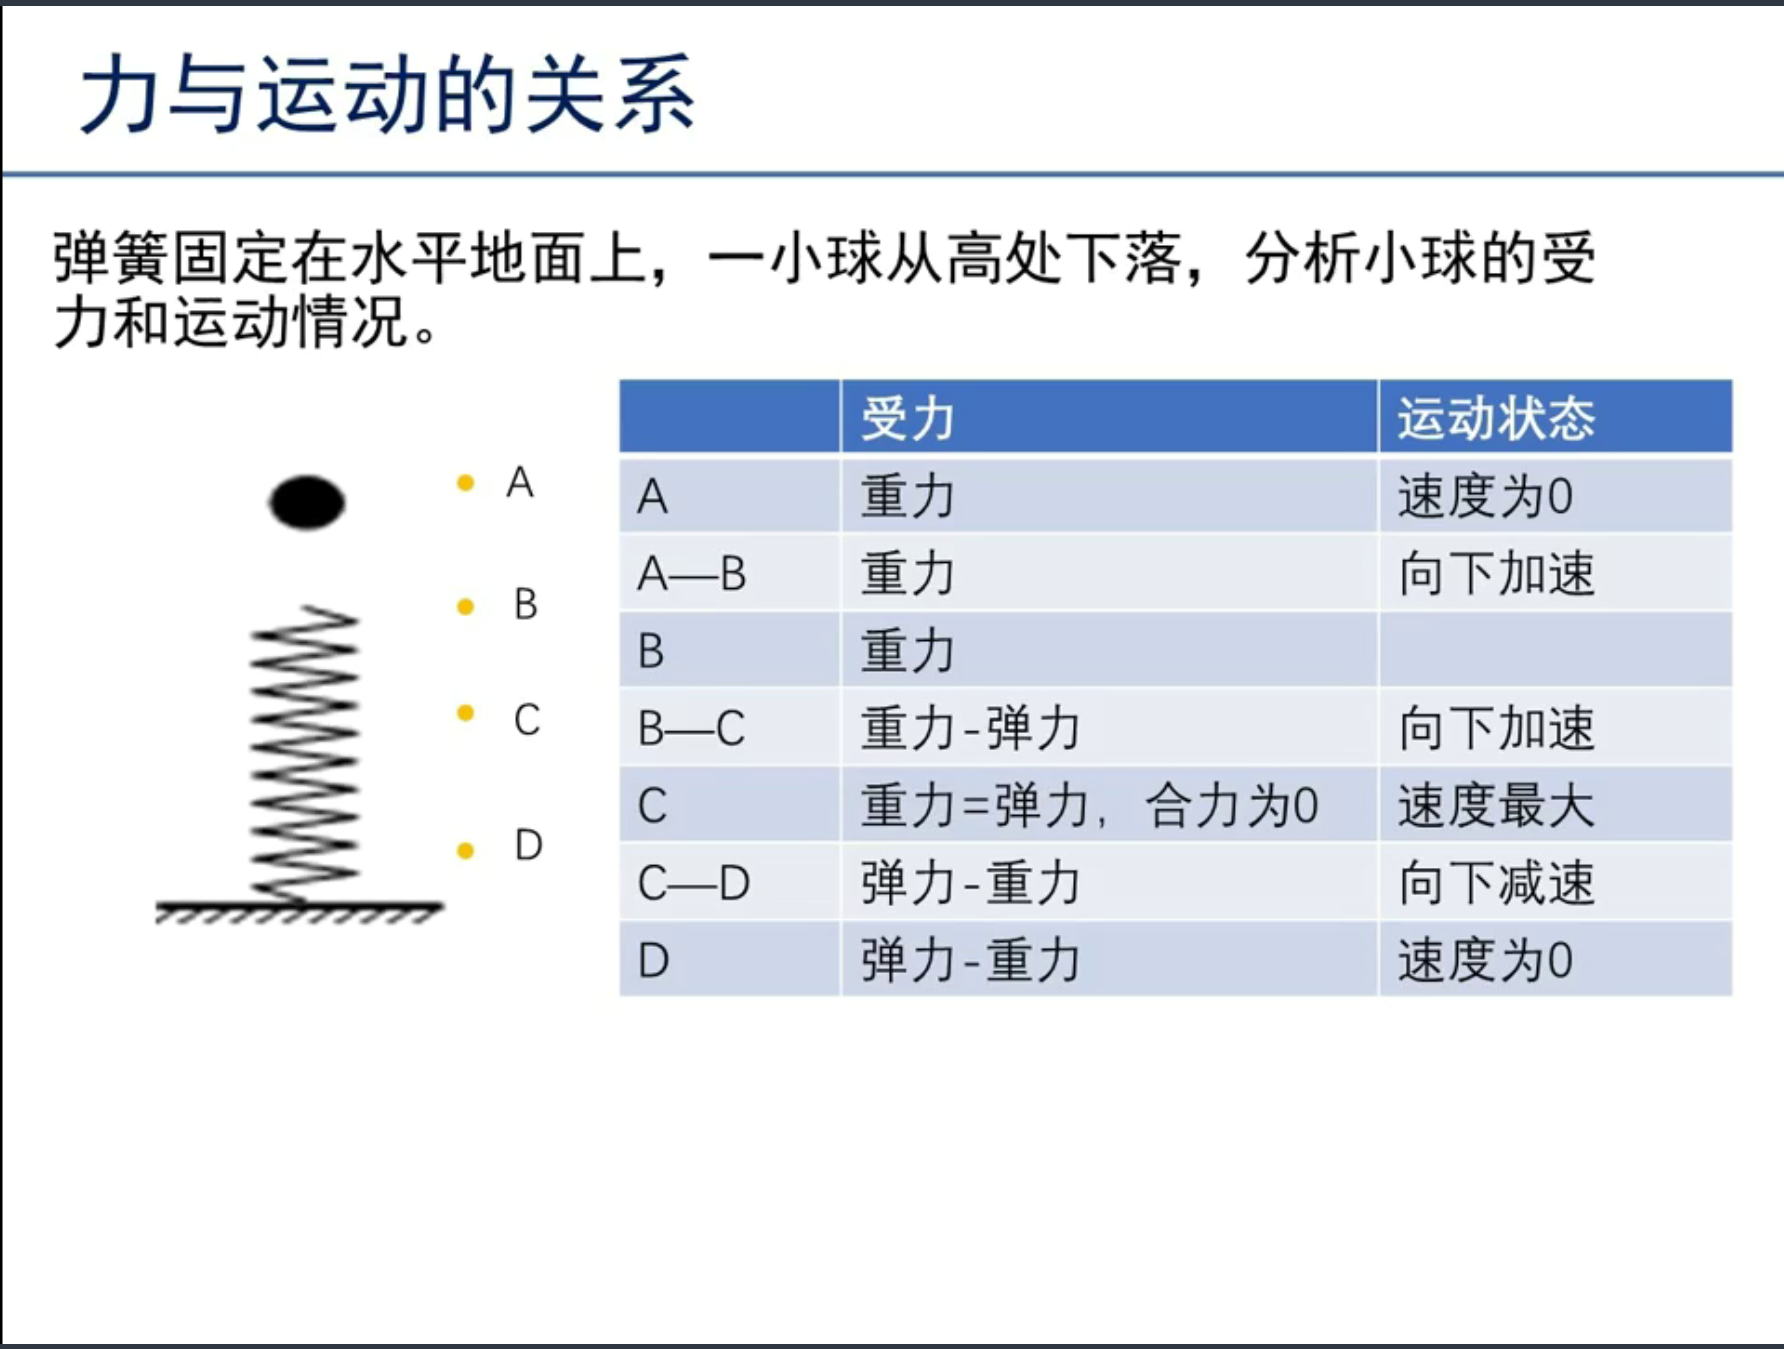 力与运动的关系
弹簧固定在水平地面上，一小球从高处下落，分析小球的受
力和运动情况。
A
B
C
D
受力 运动状态
A 重力 速度为0
A—B 重力 向下加速
B 重力
B—C 重力-弹力 向下加速
C 重力=弹力，合力为0 速度最大
C—D 弹力-重力 向下减速
D 弹力-重力 速度为0